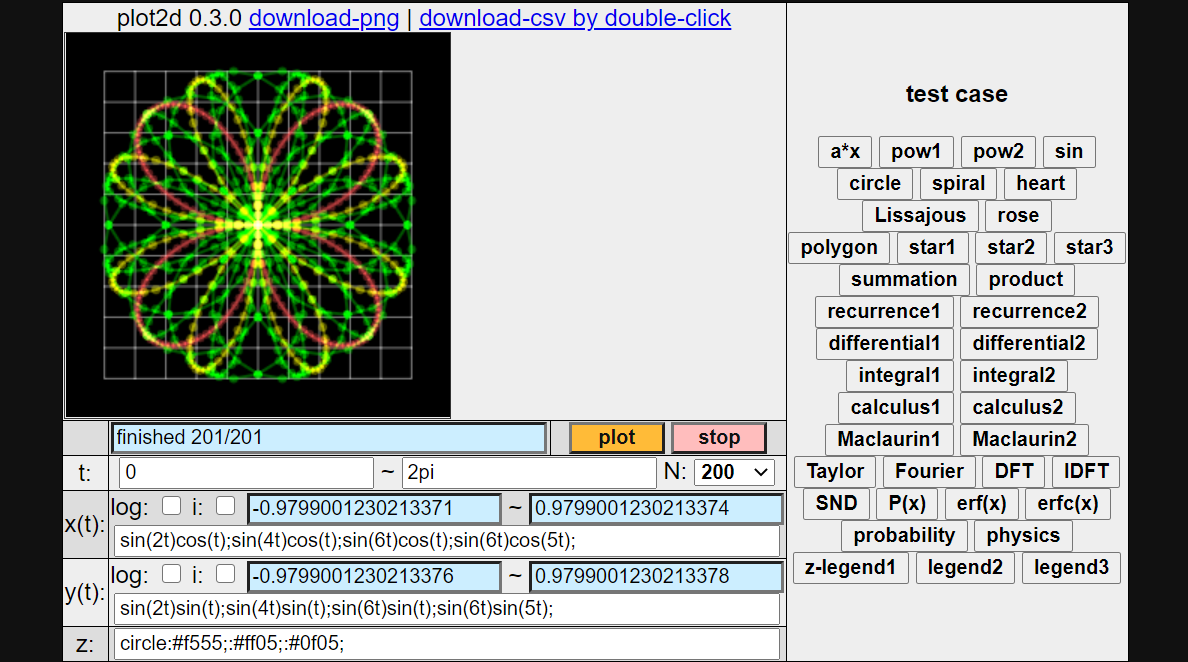 plot2d 0.3.0 download-png | download-csv by double-click
finished 201/201 plot stop
t: 0 ~ 2pi N: 200
x(t): log: i: -0.9799001230213371 ~ 0.9799001230213374
sin(2t)cos(t);sin(4t)cos(t);sin(6t)cos(t);sin(6t)cos(5t);
y(t): log: i: -0.9799001230213376 ~ 0.9799001230213378
sin(2t)sin(t);sin(4t)sin(t);sin(6t)sin(t);sin(6t)sin(5t);
z: circle:#f555;:#ff05;:#0f05;
test case
a*x pow1 pow2 sin
circle spiral heart
Lissajous rose
polygon star1 star2 star3
summation product
recurrence1 recurrence2
differential1 differential2
integral1 integral2
calculus1 calculus2
Maclaurin1 Maclaurin2
Taylor Fourier DFT IDFT
SND P(x) erf(x) erfc(x)
probability physics
z-legend1 legend2 legend3